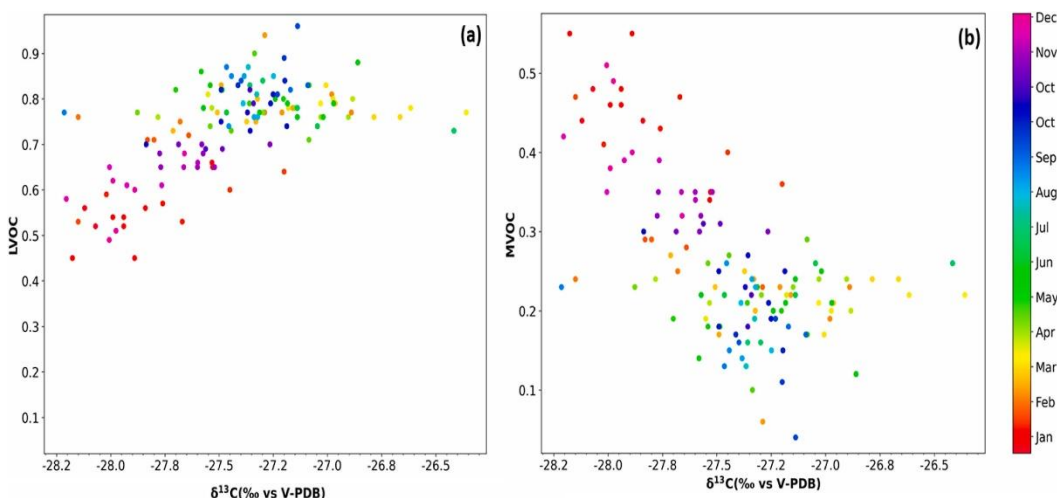 (a)
0.9
0.8
0.7
0.6
0.5
0.4
0.3
0.2
0.1
LVOC
-28.2
-28.0
-27.7
-27.5
-27.2
-27.0
-26.7
-26.5
δ¹³C(‰ vs V-PDB)
(b)
0.5
0.4
0.3
0.2
0.1
MVOC
-28.2
-28.0
-27.7
-27.5
-27.2
-27.0
-26.7
-26.5
δ¹³C(‰ vs V-PDB)
Dec
Nov
Oct
Oct
Sep
Aug
Jul
Jun
May
Apr
Mar
Feb
Jan